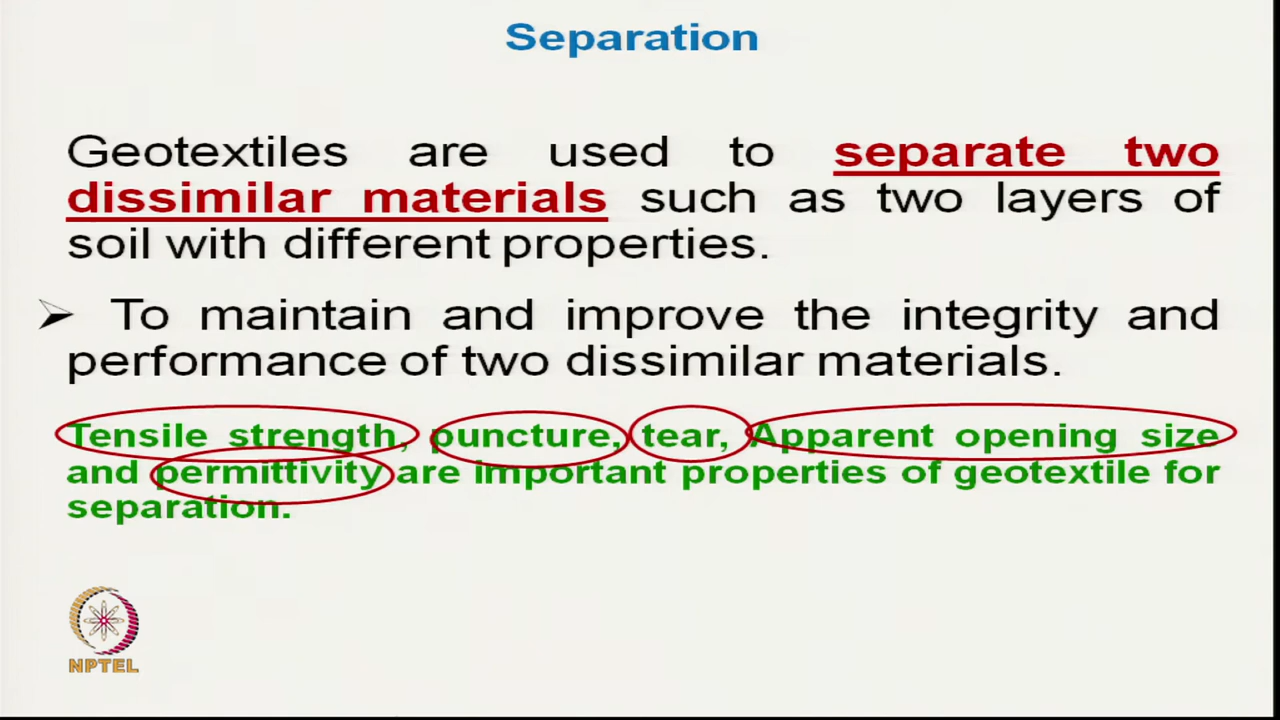 Separation
Geotextiles are used to separate two
dissimilar materials such as two layers of
soil with different properties.
➢ To maintain and improve the integrity and
performance of two dissimilar materials.
Tensile strength, puncture, tear, Apparent opening size
and permittivity are important properties of geotextile for
separation.
NPTEL